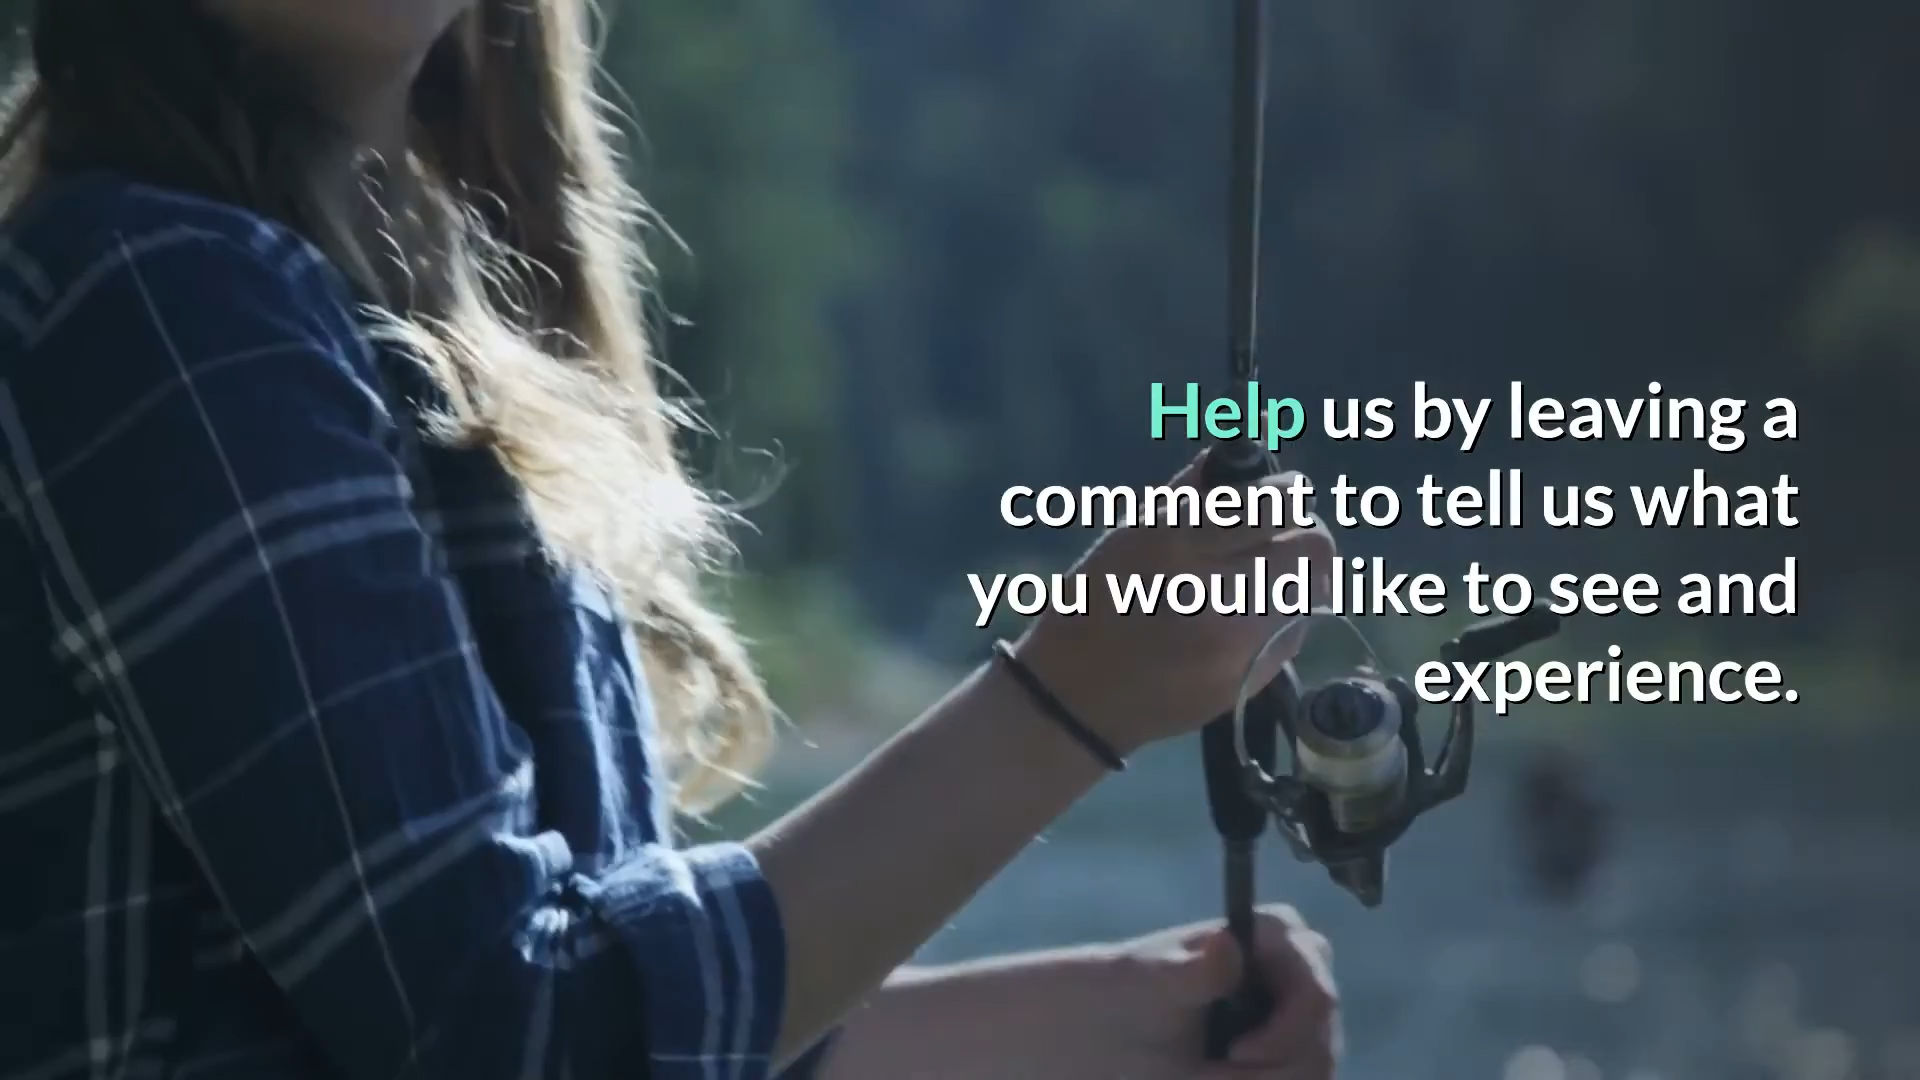 Help us by leaving a
comment to tell us what
you would like to see and
experience.